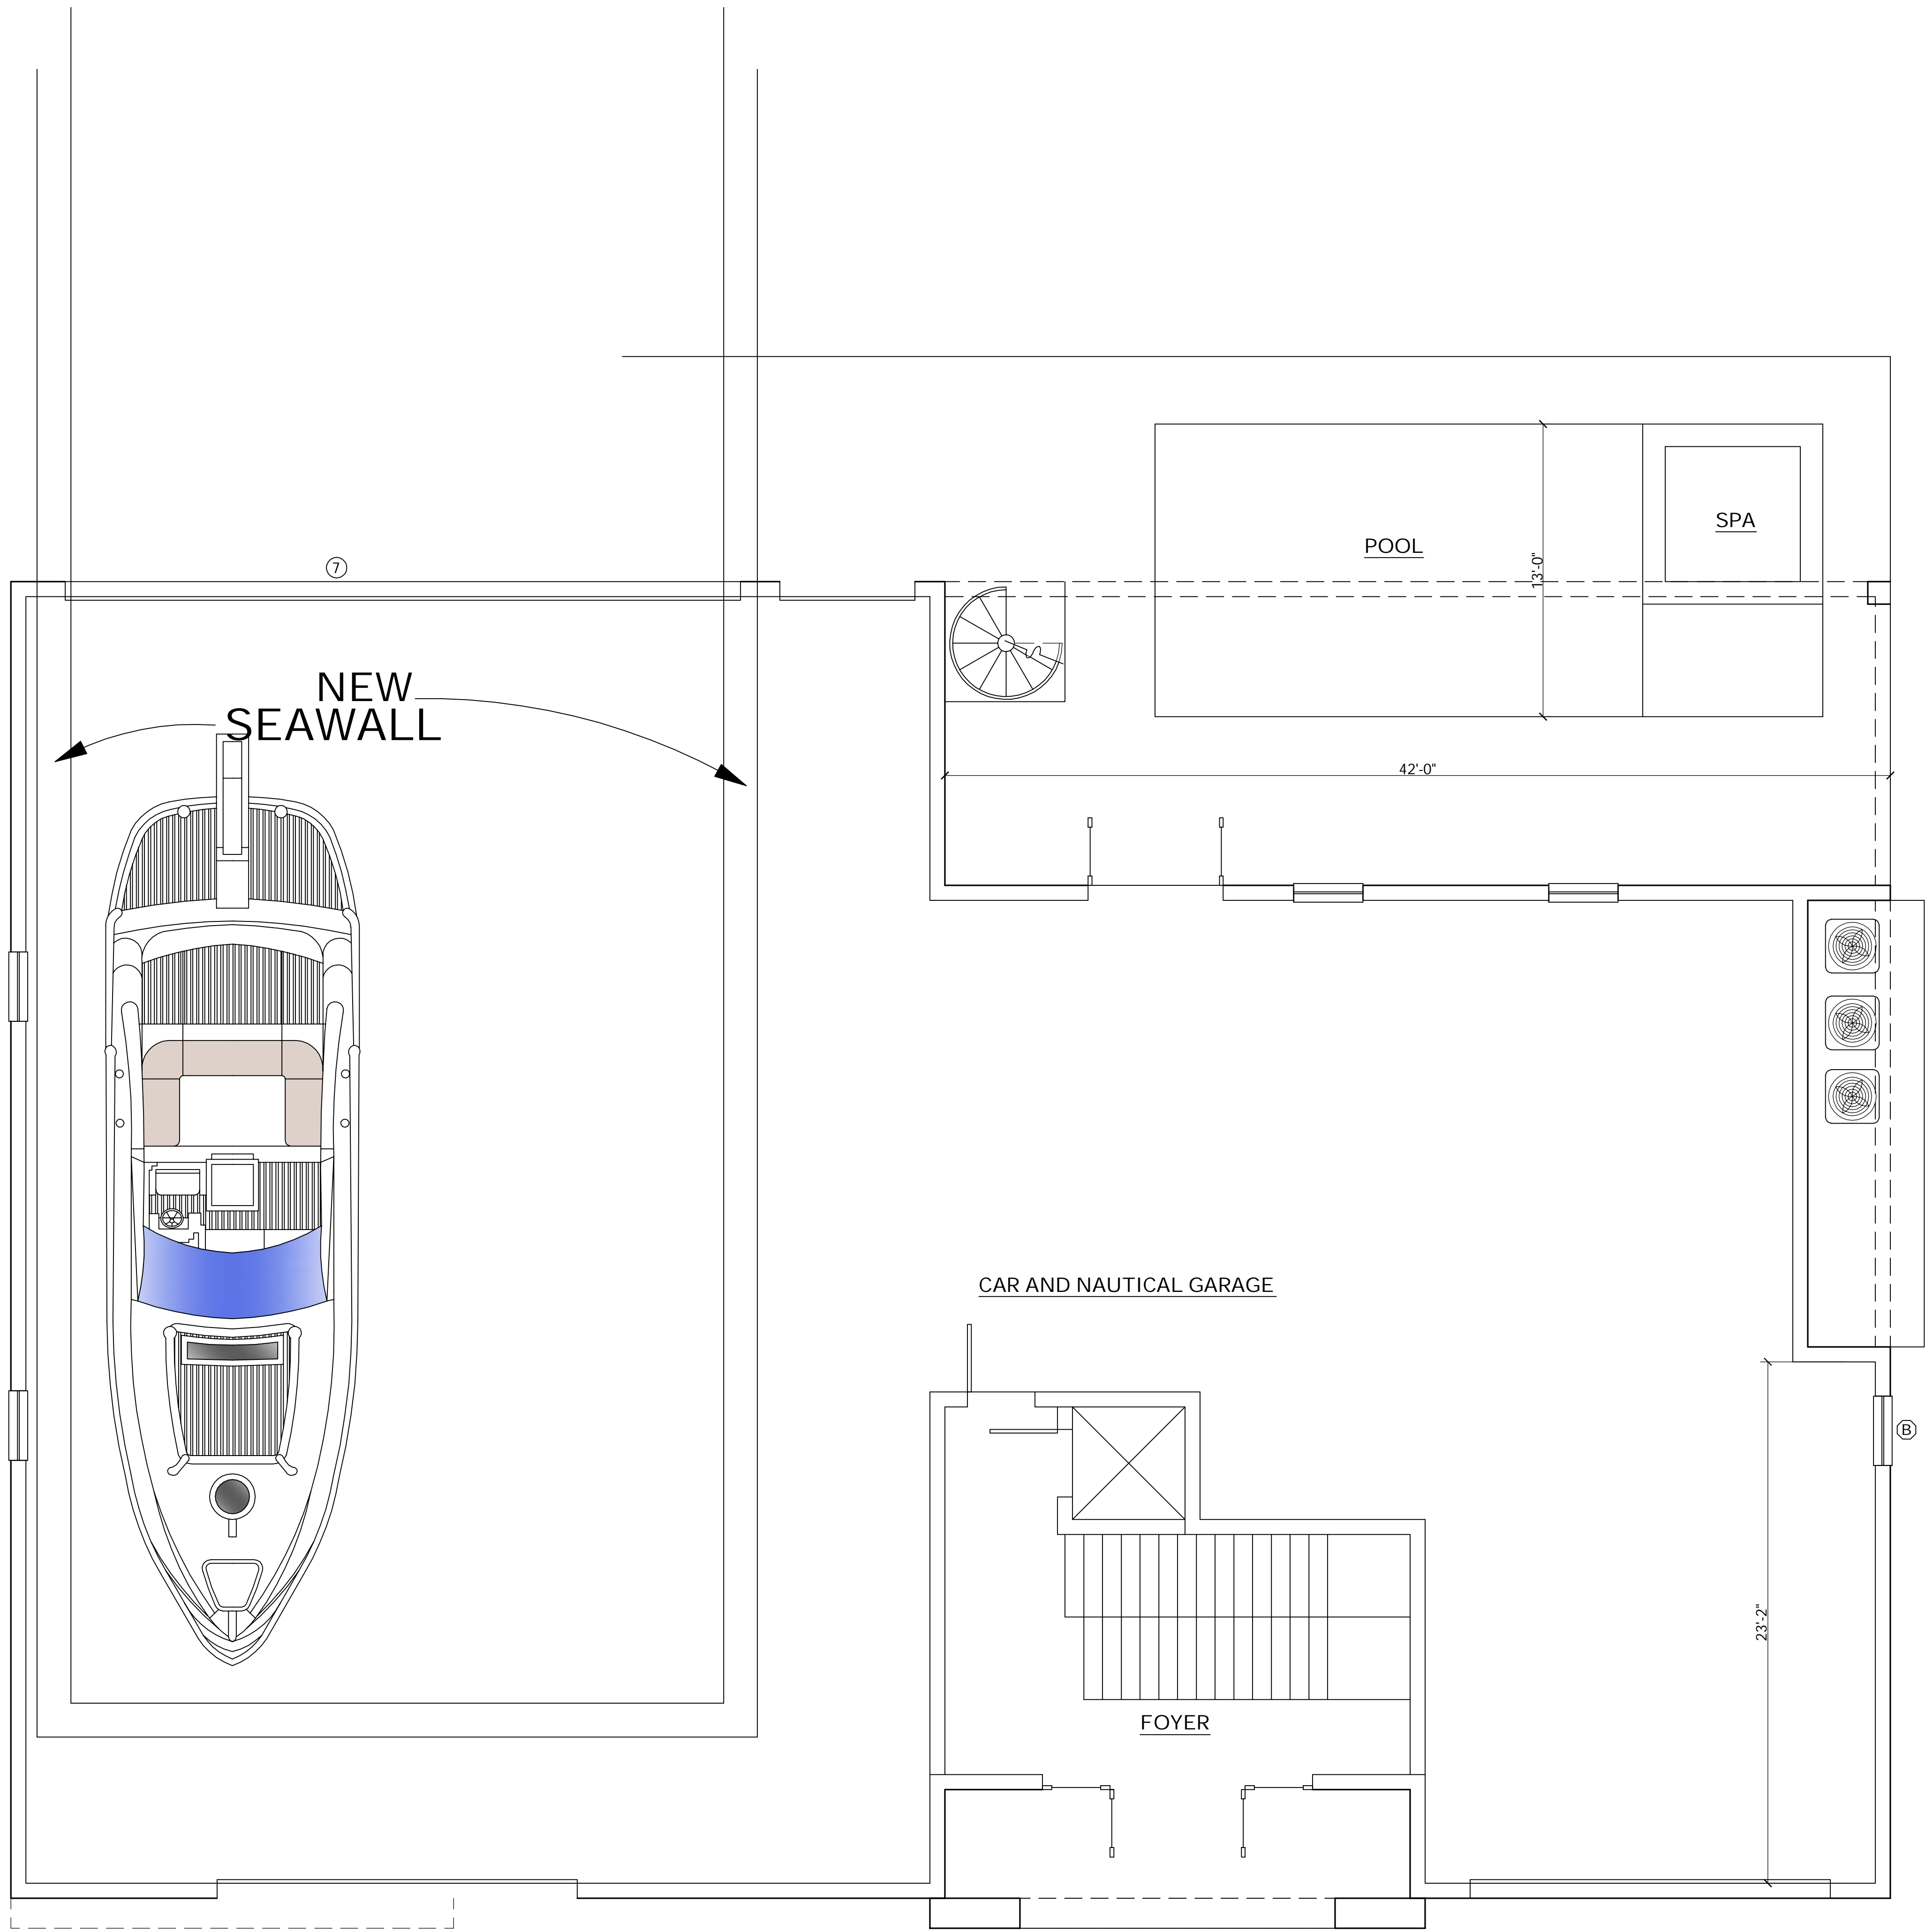 SPA
POOL
13'-0"
7
NEW
SEAWALL
42'-0"
CAR AND NAUTICAL GARAGE
B
23'-2"
FOYER